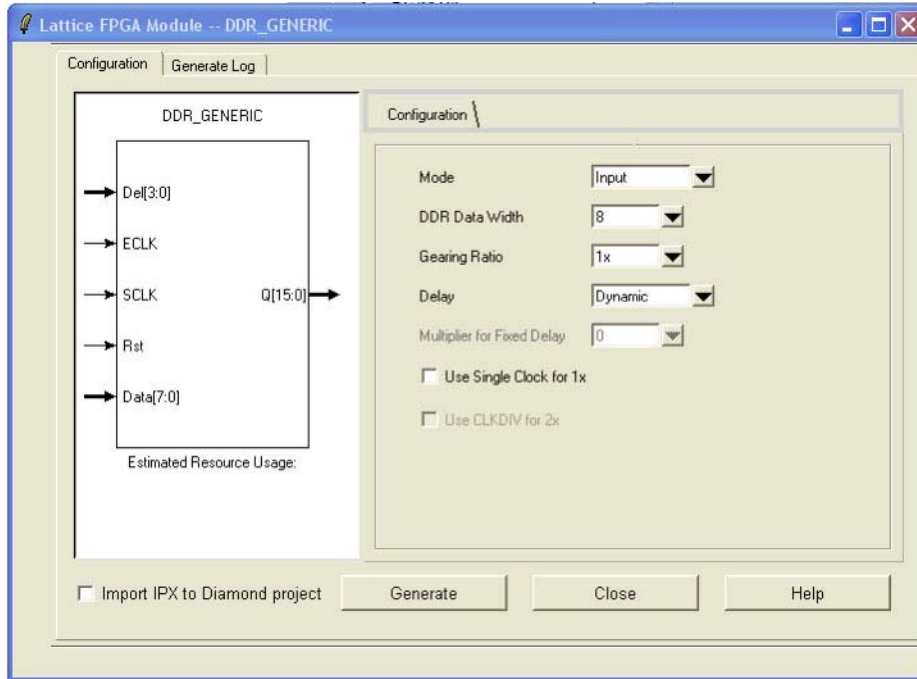 Lattice FPGA Module -- DDR_GENERIC
Configuration
Generate Log
DDR_GENERIC
Del[3:0]
ECLK
SCLK
Q[15:0]
Rst
Data[7:0]
Estimated Resource Usage:
Configuration
Mode
Input
DDR Data Width
8
Gearing Ratio
1x
Delay
Dynamic
Multiplier for Fixed Delay
0
Use Single Clock for 1x
Use CLKDIV for 2x
Import IPX to Diamond project
Generate
Close
Help